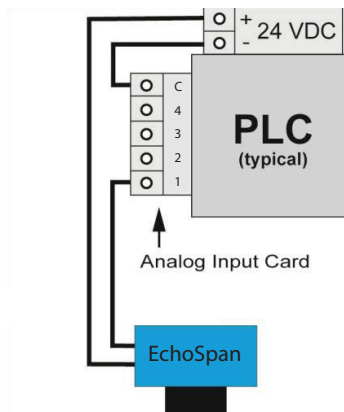 +
24 VDC
-
C
4
3
2
1
PLC
(typical)
Analog Input Card
EchoSpan